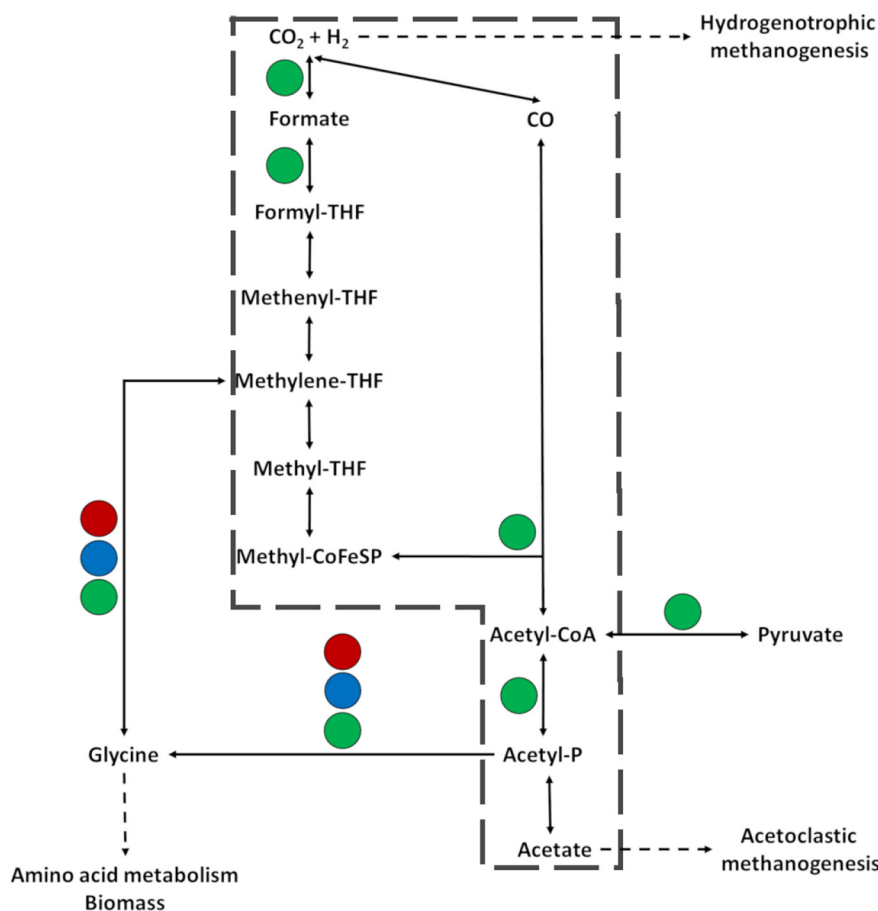 CO₂ + H₂
Hydrogenotrophic
methanogenesis
Formate
CO
Formyl-THF
Methenyl-THF
Methylene-THF
Methyl-THF
Methyl-CoFeSP
Acetyl-CoA
Pyruvate
Glycine
Acetyl-P
Acetate
Acetoclastic
methanogenesis
Amino acid metabolism
Biomass